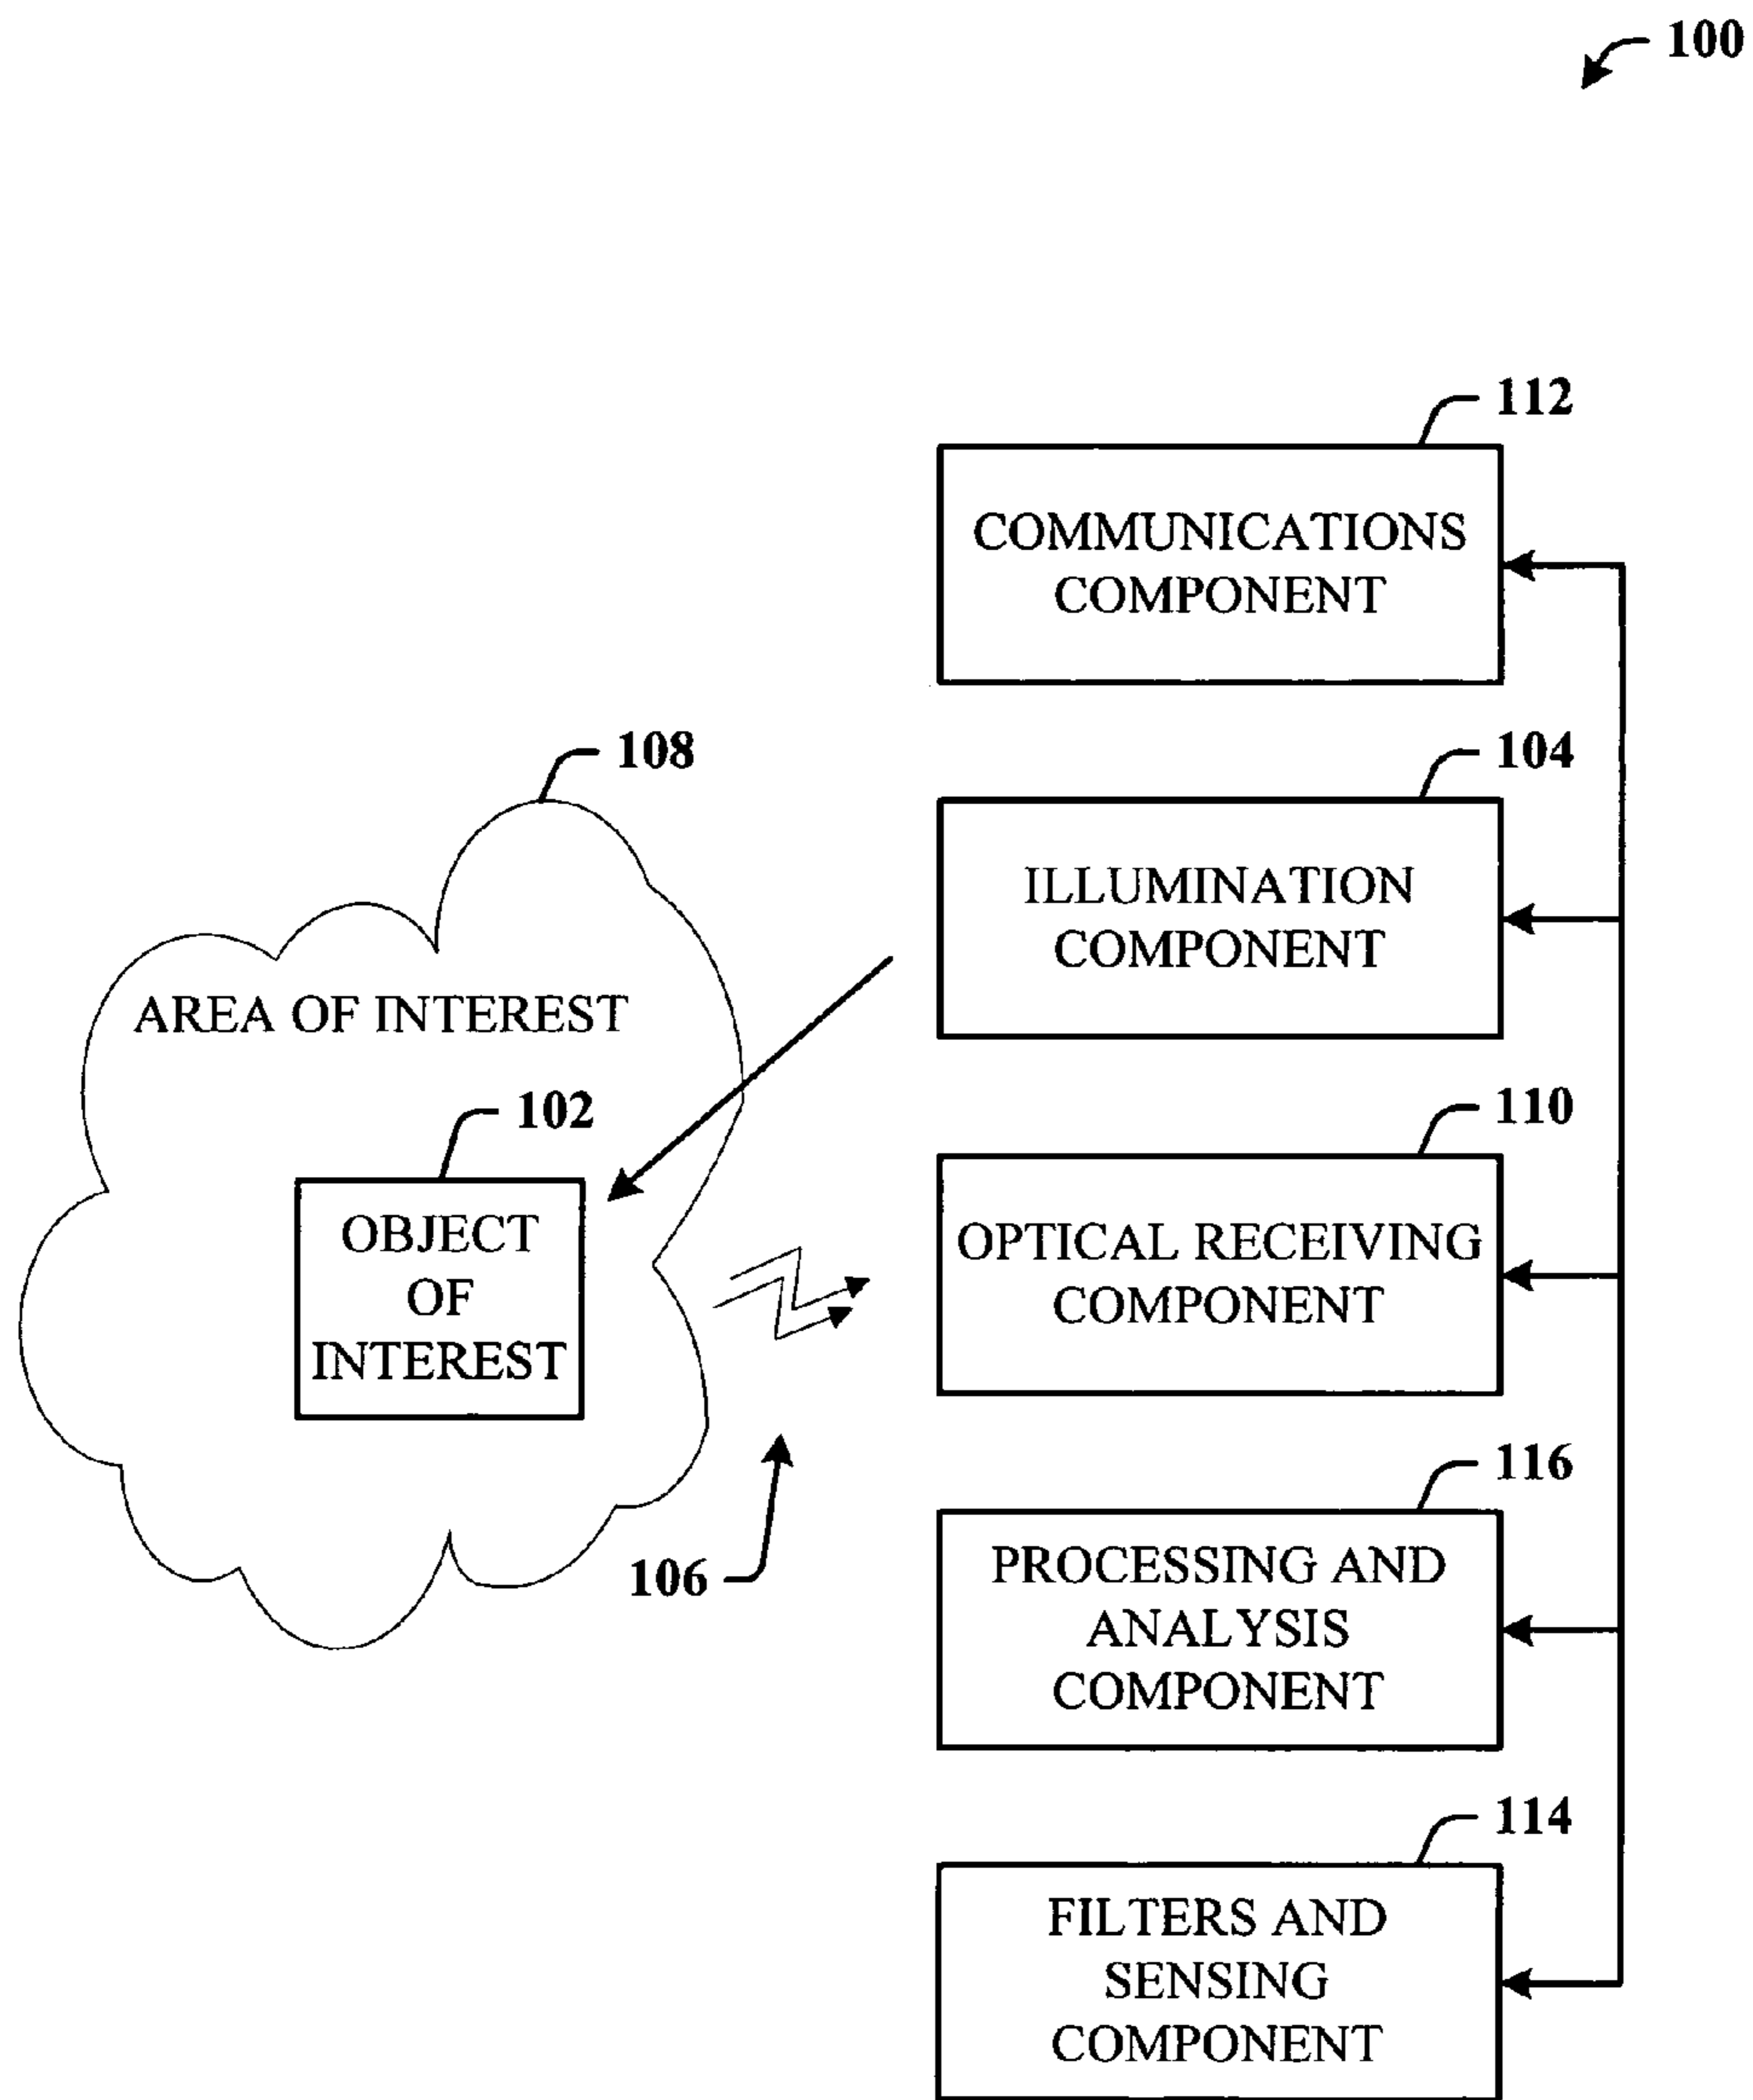 100
112
COMMUNICATIONS
COMPONENT
108
104
ILLUMINATION
COMPONENT
AREA OF INTEREST
102
110
OBJECT
OF
INTEREST
OPTICAL RECEIVING
COMPONENT
106
116
PROCESSING AND
ANALYSIS
COMPONENT
114
FILTERS AND
SENSING
COMPONENT